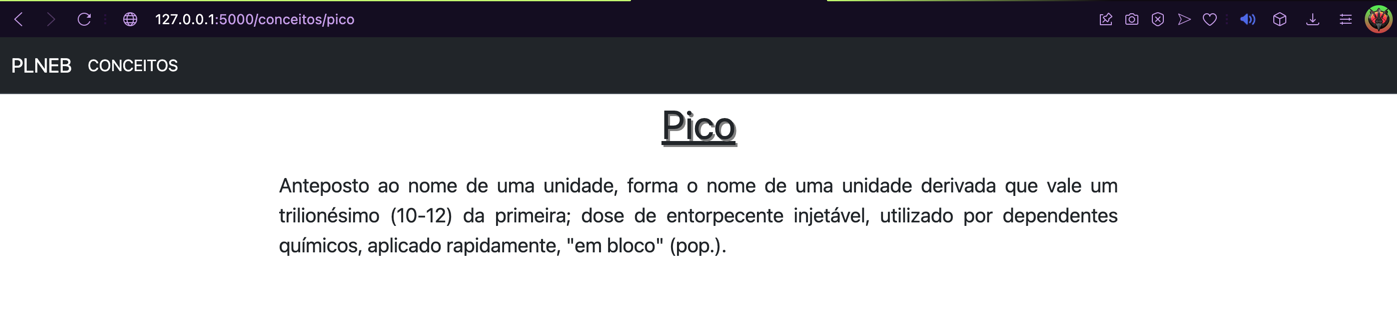 127.0.0.1:5000/conceitos/pico
PLNEB CONCEITOS
Pico
Anteposto ao nome de uma unidade, forma o nome de uma unidade derivada que vale um
trilionésimo (10-12) da primeira; dose de entorpecente injetável, utilizado por dependentes
químicos, aplicado rapidamente, "em bloco" (pop.).